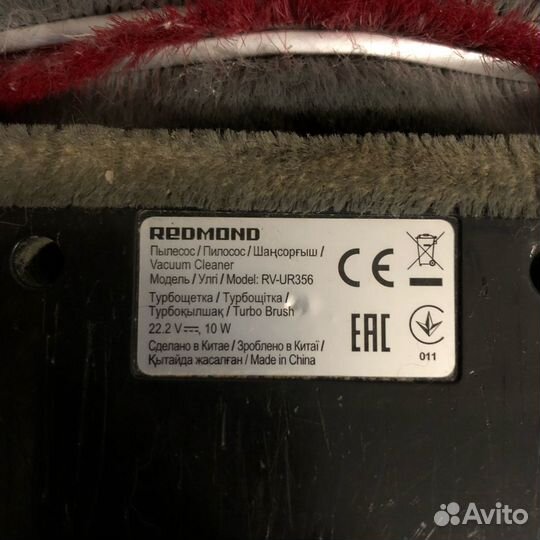 REDMOND
Пылесос / Пилосос / Шаңсорғыш /
Vacuum Cleaner
Модель / Улгі / Model: RV-UR356
Турбощетка / Турбощітка /
Турбоқылшақ / Turbo Brush
22.2 V⎓, 10 W
Сделано в Китае / Зроблено в Китаї /
Қытайда жасалған / Made in China
CE
EAC
011
Avito